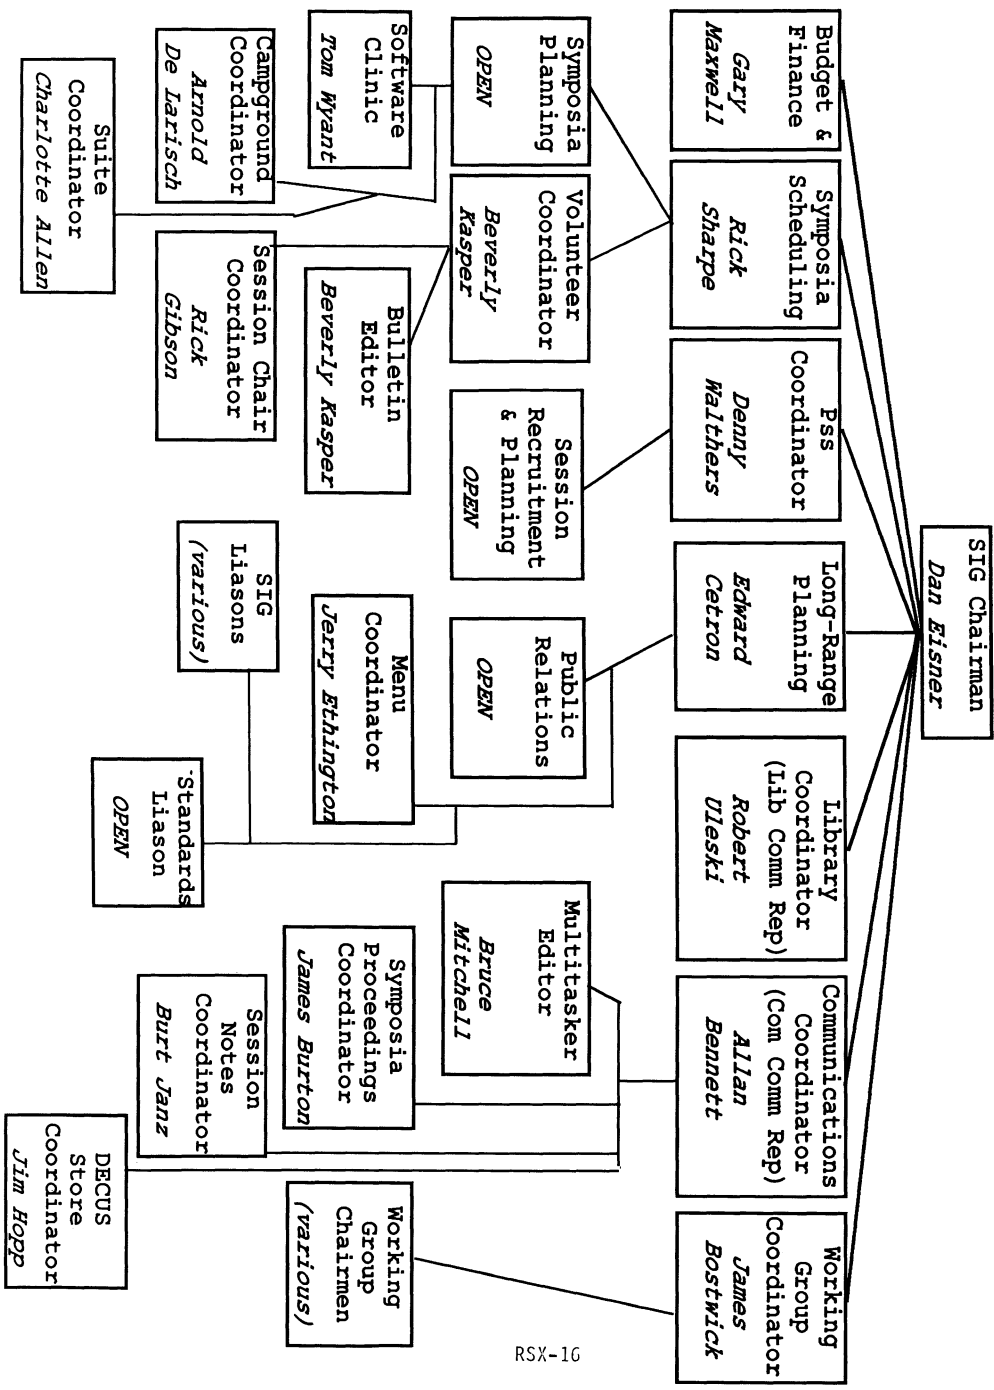 SIG Chairman
Dan Eisner
Budget &
Finance
Gary
Maxwell
Symposia
Scheduling
Rick
Sharpe
Pss
Coordinator
Denny
Walthers
Long-Range
Planning
Edward
Cetron
Library
Coordinator
(Lib Comm Rep)
Robert
Uleski
Communications
Coordinator
(Com Comm Rep)
Allan
Bennett
Working
Group
Coordinator
James
Bostwick
Symposia
Planning
OPEN
Volunteer
Coordinator
Beverly
Kasper
Session
Recruitment
& Planning
OPEN
Public
Relations
OPEN
Multitasker
Editor
Bruce
Mitchell
Software
Clinic
Tom Wyant
Bulletin
Editor
Beverly Kasper
Menu
Coordinator
Jerry Ethington
Symposia
Proceedings
Coordinator
James Burton
Working
Group
Chairmen
(various)
Campground
Coordinator
Arnold
De Larisch
Session Chair
Coordinator
Rick
Gibson
SIG
Liasons
(various)
Session
Notes
Coordinator
Burt Janz
Suite
Coordinator
Charlotte Allen
Standards
Liason
OPEN
DECUS
Store
Coordinator
Jim Hopp
RSX-16